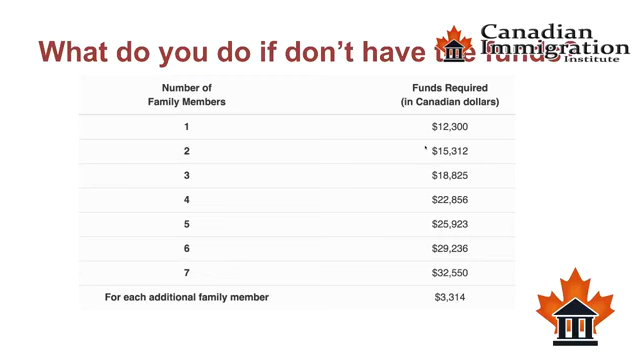 What do you do if don't have the funds?
Canadian
Immigration
Institute
Number of Family Members Funds Required (in Canadian dollars)
1 $12,300
2 $15,312
3 $18,825
4 $22,856
5 $25,923
6 $29,236
7 $32,550
For each additional family member $3,314